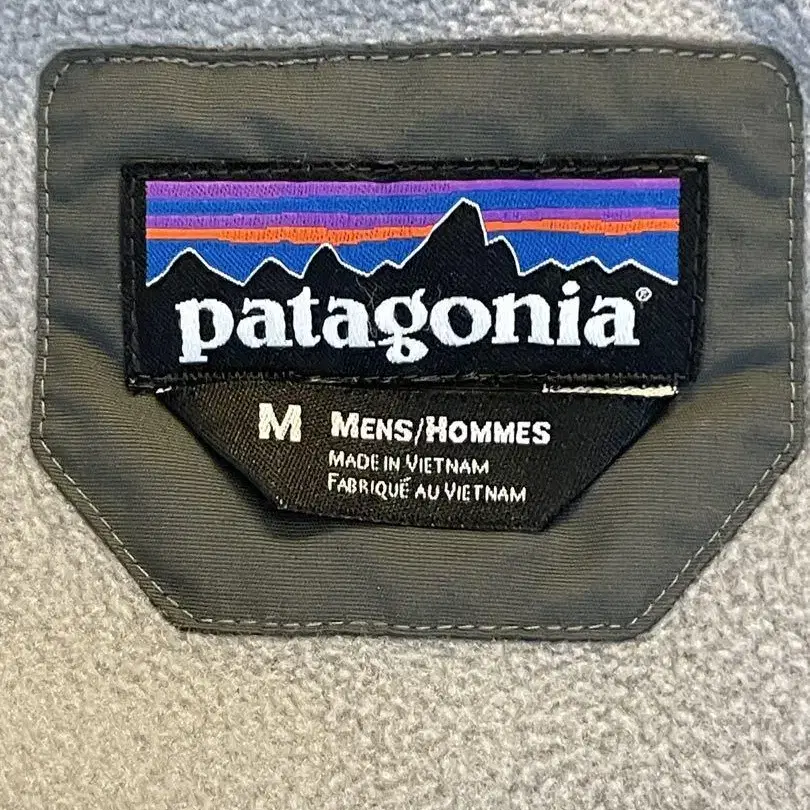 patagonia®
M MENS/HOMMES
MADE IN VIETNAM
FABRIQUÉ AU VIETNAM